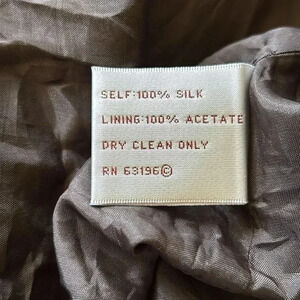 SELF:100% SILK
LINING:100% ACETATE
DRY CLEAN ONLY
RN 63196©